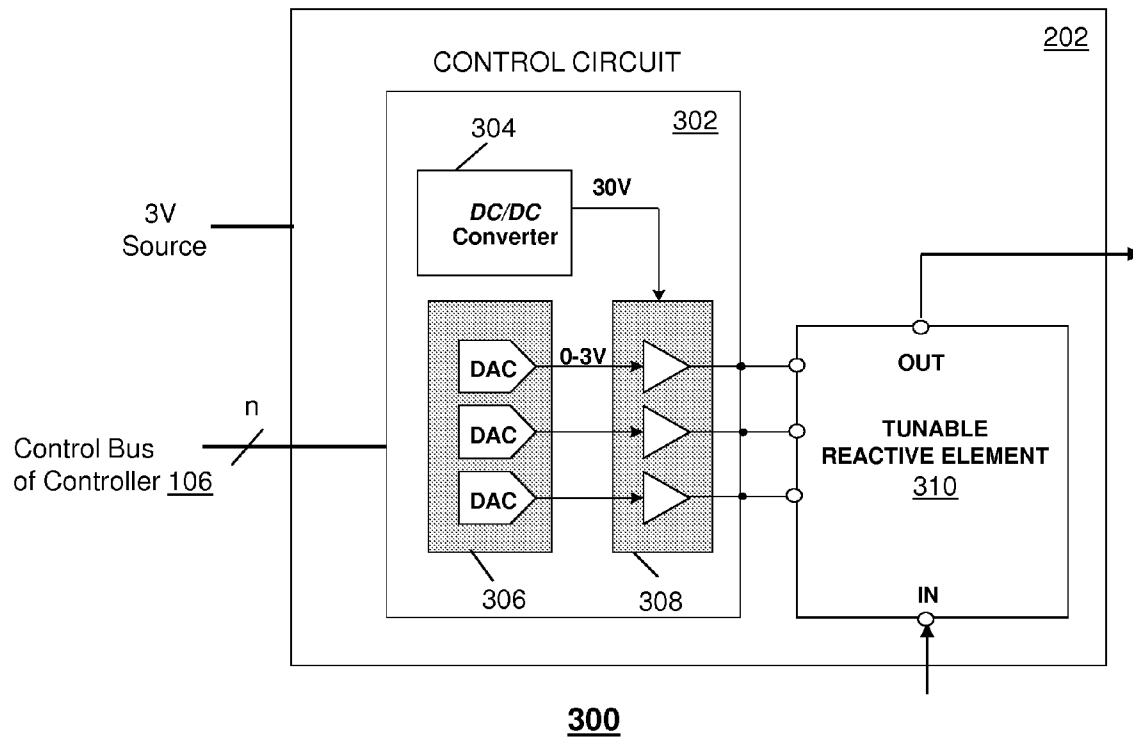 202
CONTROL CIRCUIT
302
304
30V
DC/DC
Converter
3V
Source
DAC
0-3V
DAC
DAC
n
Control Bus
of Controller 106
OUT
TUNABLE
REACTIVE ELEMENT
310
IN
306
308
300